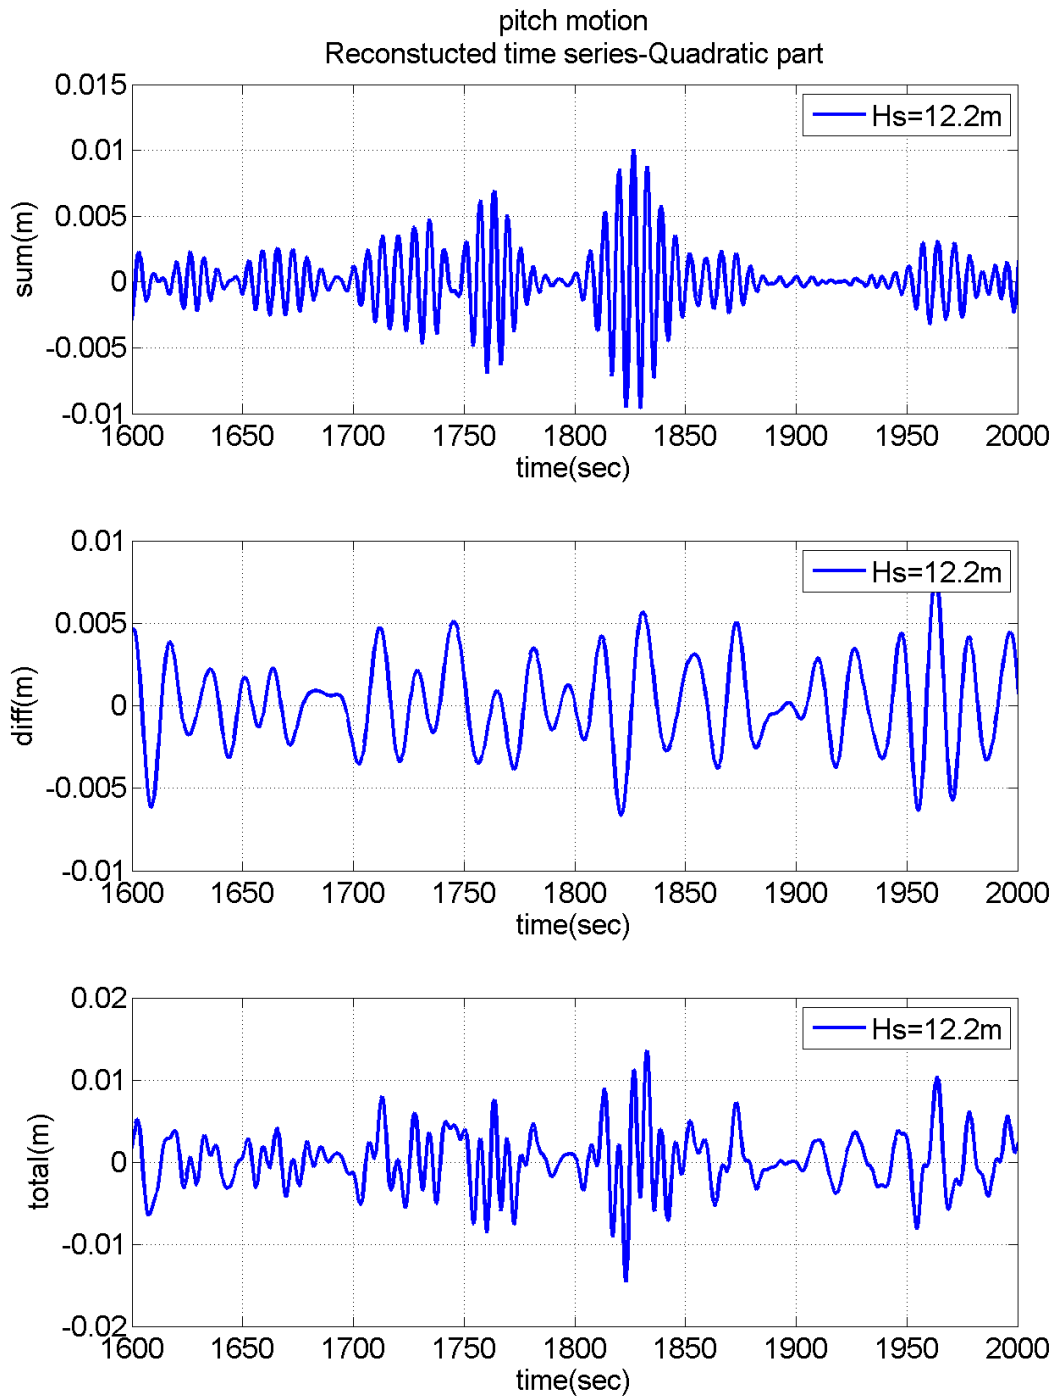 pitch motion
Reconstucted time series-Quadratic part
0.015
0.01
0.005
0
-0.005
-0.01
sum(m)
Hs=12.2m
1600 1650 1700 1750 1800 1850 1900 1950 2000
time(sec)
0.01
0.005
0
-0.005
-0.01
diff(m)
Hs=12.2m
1600 1650 1700 1750 1800 1850 1900 1950 2000
time(sec)
0.02
0.01
0
-0.01
-0.02
total(m)
Hs=12.2m
1600 1650 1700 1750 1800 1850 1900 1950 2000
time(sec)